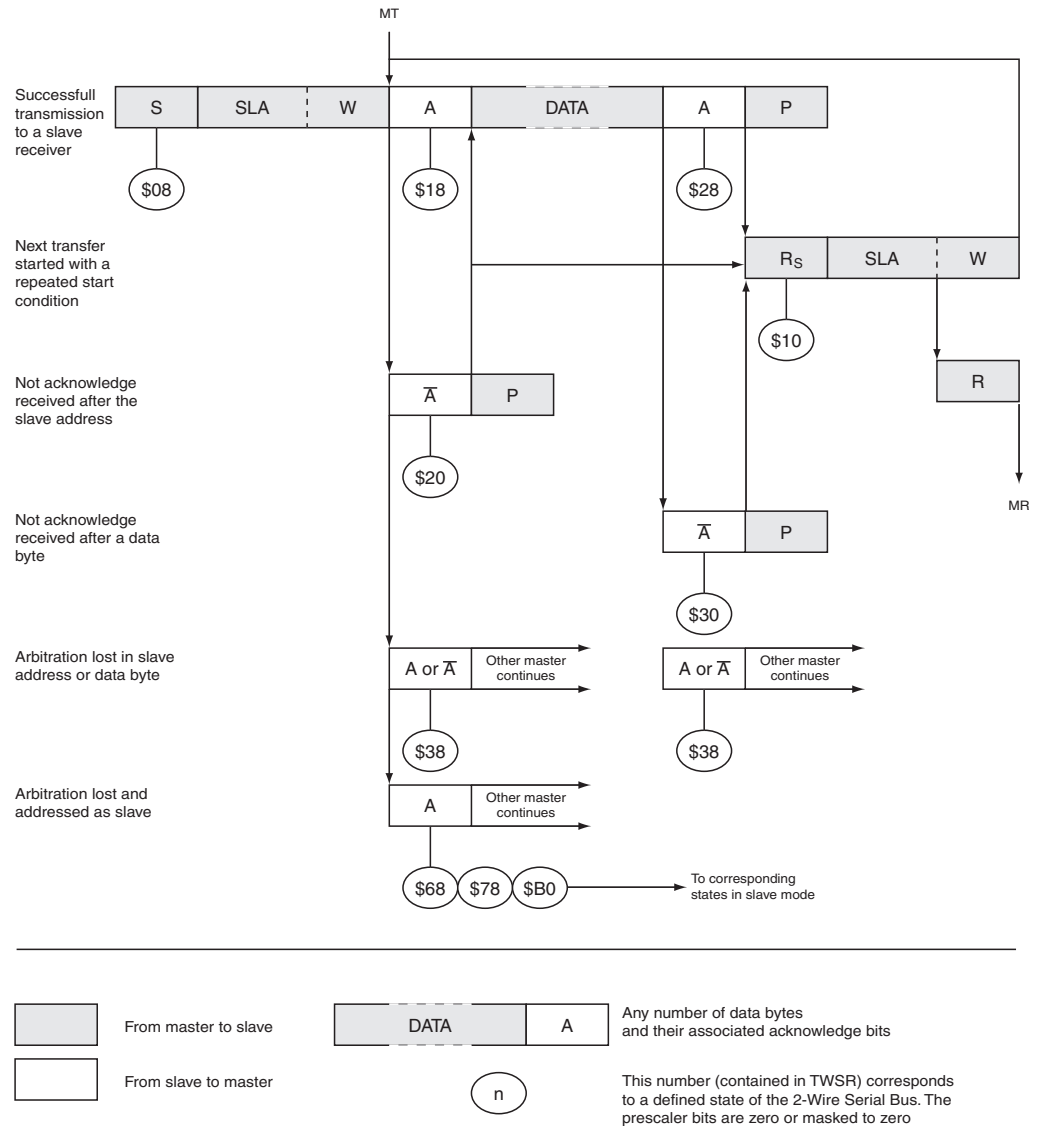 MT
Successfull
transmission
to a slave
receiver
S SLA W A DATA A P
$08 $18 $28
Next transfer
started with a
repeated start
condition
RS SLA W
$10
Not acknowledge
received after the
slave address
A̅ P
R
$20
MR
Not acknowledge
received after a data
byte
A̅ P
$30
Arbitration lost in slave
address or data byte
A or A̅
Other master
continues
A or A̅
Other master
continues
$38 $38
Arbitration lost and
addressed as slave
A
Other master
continues
$68 $78 $B0
To corresponding
states in slave mode
From master to slave
DATA A
Any number of data bytes
and their associated acknowledge bits
From slave to master
n
This number (contained in TWSR) corresponds
to a defined state of the 2-Wire Serial Bus. The
prescaler bits are zero or masked to zero